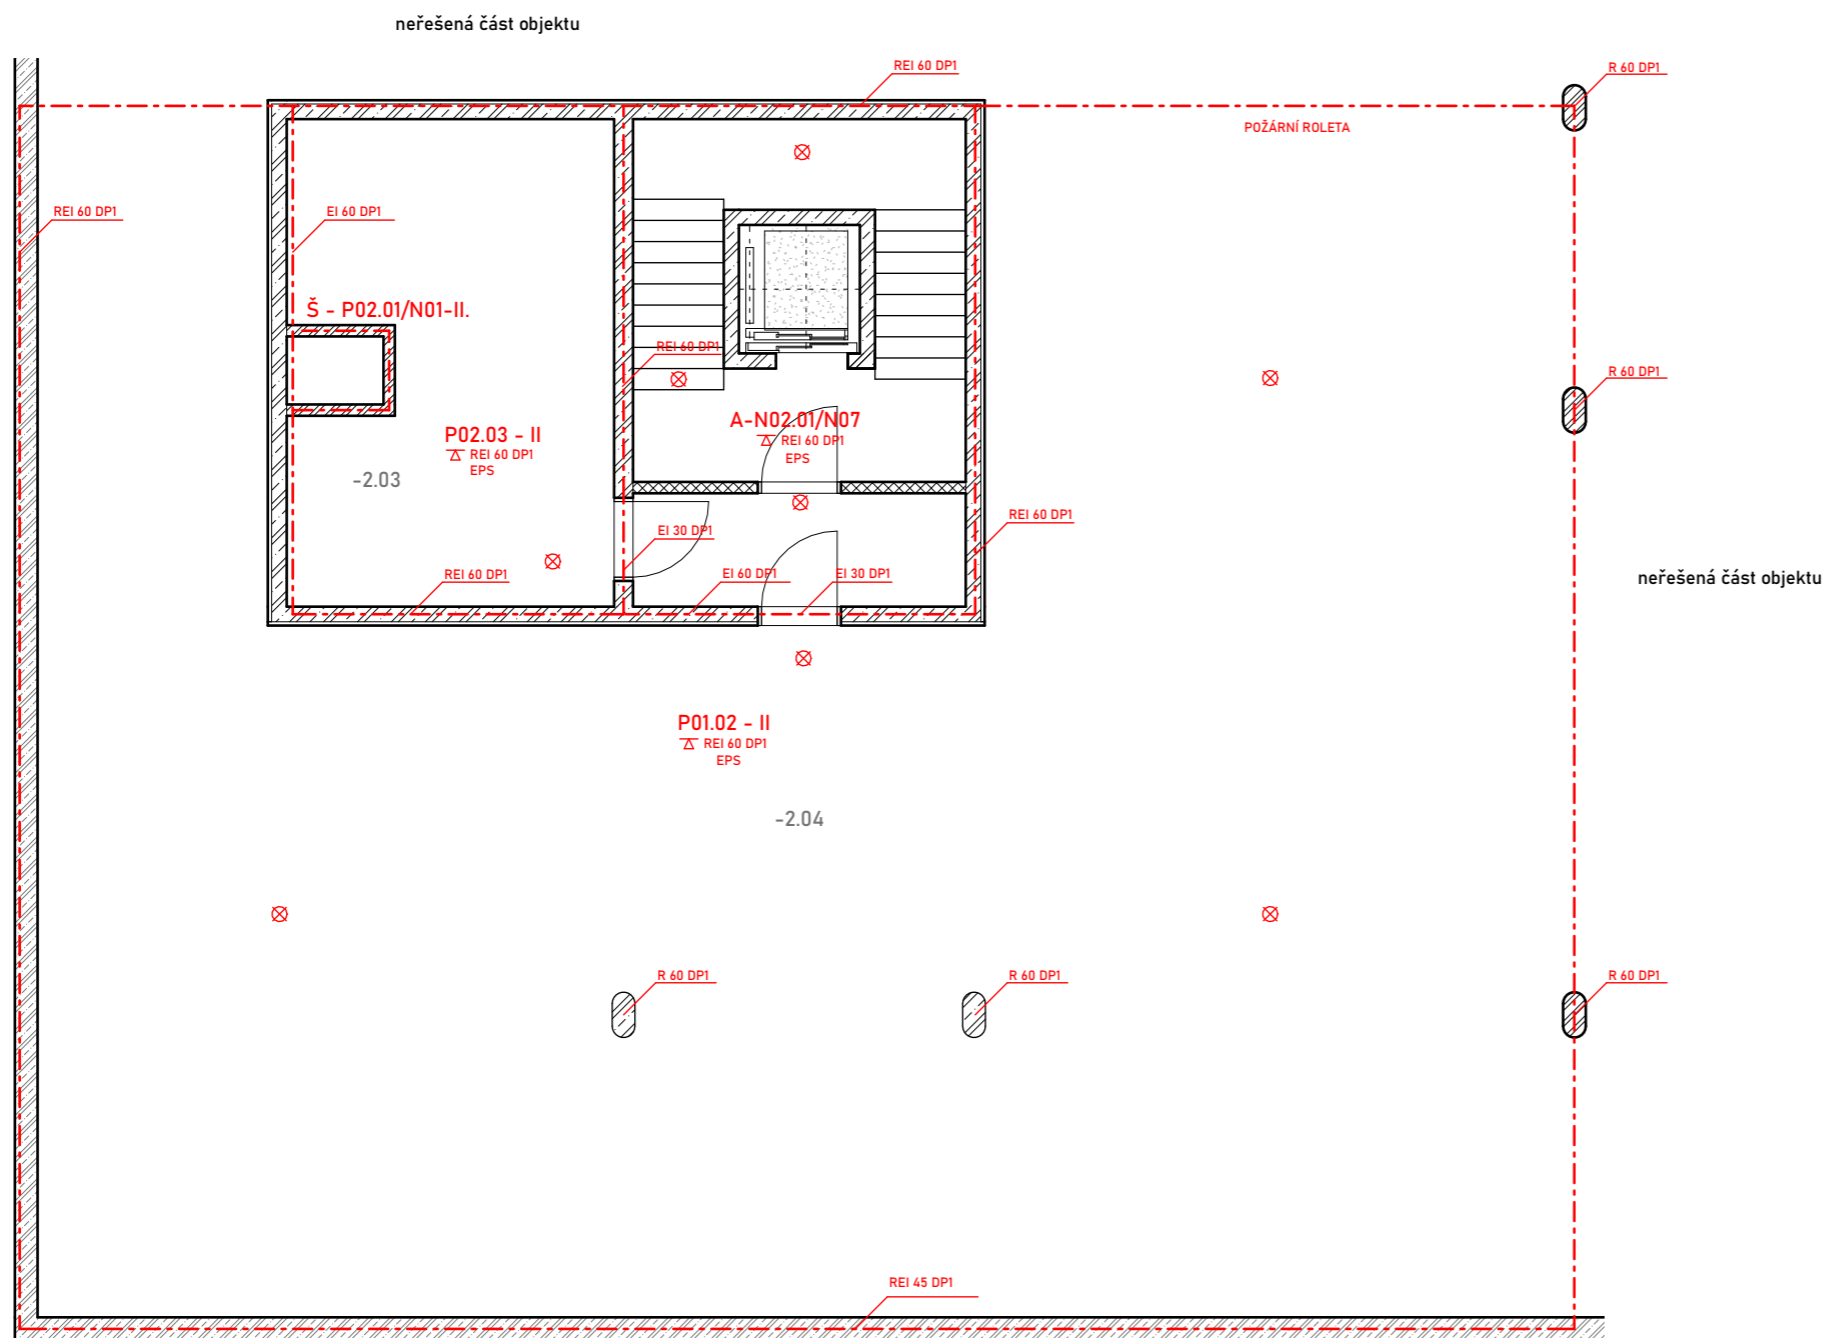 neřešená část objektu
REI 60 DP1
R 60 DP1
POŽÁRNÍ ROLETA
REI 60 DP1
EI 60 DP1
Š - P02.01/N01-II.
REI 60 DP1
R 60 DP1
A-N02.01/N07
REI 60 DP1
EPS
P02.03 - II
REI 60 DP1
EPS
-2.03
REI 60 DP1
EI 30 DP1
REI 60 DP1
EI 60 DP1
EI 30 DP1
neřešená část objektu
P01.02 - II
REI 60 DP1
EPS
-2.04
R 60 DP1
R 60 DP1
R 60 DP1
REI 45 DP1